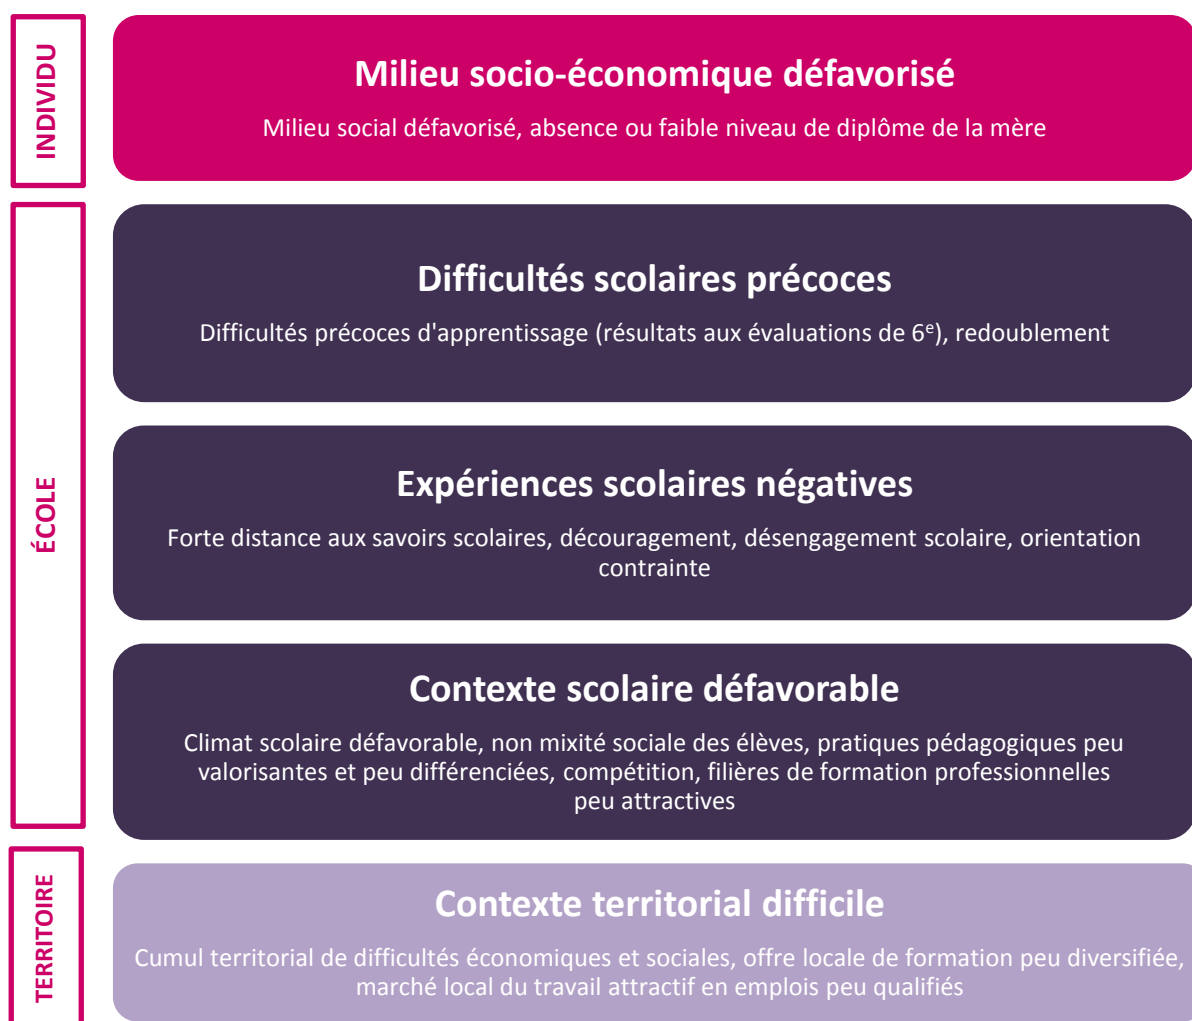 INDIVIDU
Milieu socio-économique défavorisé
Milieu social défavorisé, absence ou faible niveau de diplôme de la mère
ÉCOLE
Difficultés scolaires précoces
Difficultés précoces d'apprentissage (résultats aux évaluations de 6e), redoublement
Expériences scolaires négatives
Forte distance aux savoirs scolaires, découragement, désengagement scolaire, orientation
contrainte
Contexte scolaire défavorable
Climat scolaire défavorable, non mixité sociale des élèves, pratiques pédagogiques peu
valorisantes et peu différenciées, compétition, filières de formation professionnelles
peu attractives
TERRITOIRE
Contexte territorial difficile
Cumul territorial de difficultés économiques et sociales, offre locale de formation peu diversifiée,
marché local du travail attractif en emplois peu qualifiés